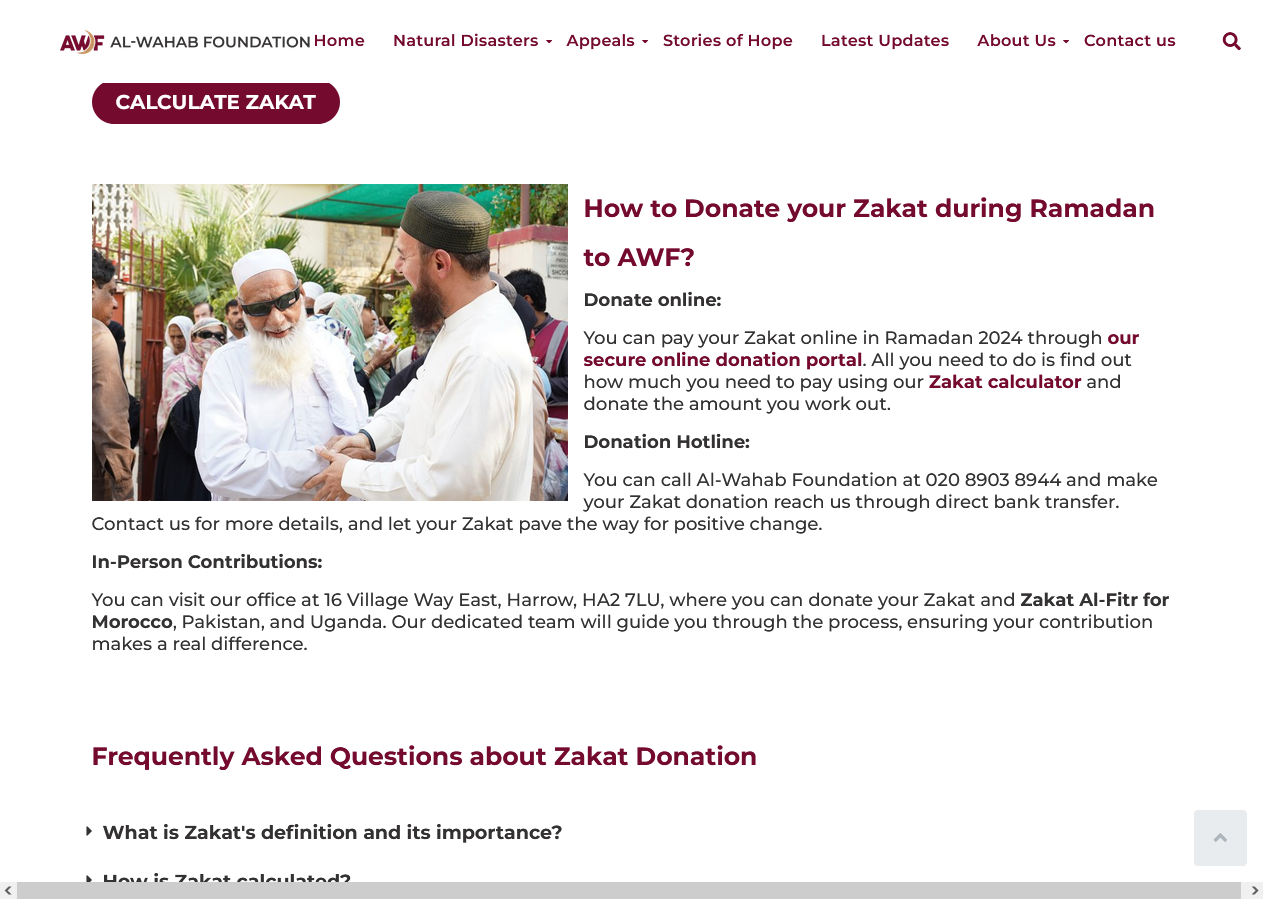 AWF AL-WAHAB FOUNDATION Home Natural Disasters Appeals Stories of Hope Latest Updates About Us Contact us
CALCULATE ZAKAT
How to Donate your Zakat during Ramadan
to AWF?
Donate online:
You can pay your Zakat online in Ramadan 2024 through our
secure online donation portal. All you need to do is find out
how much you need to pay using our Zakat calculator and
donate the amount you work out.
Donation Hotline:
You can call Al-Wahab Foundation at 020 8903 8944 and make
your Zakat donation reach us through direct bank transfer.
Contact us for more details, and let your Zakat pave the way for positive change.
In-Person Contributions:
You can visit our office at 16 Village Way East, Harrow, HA2 7LU, where you can donate your Zakat and Zakat Al-Fitr for
Morocco, Pakistan, and Uganda. Our dedicated team will guide you through the process, ensuring your contribution
makes a real difference.
Frequently Asked Questions about Zakat Donation
What is Zakat's definition and its importance?
How is Zakat calculated?